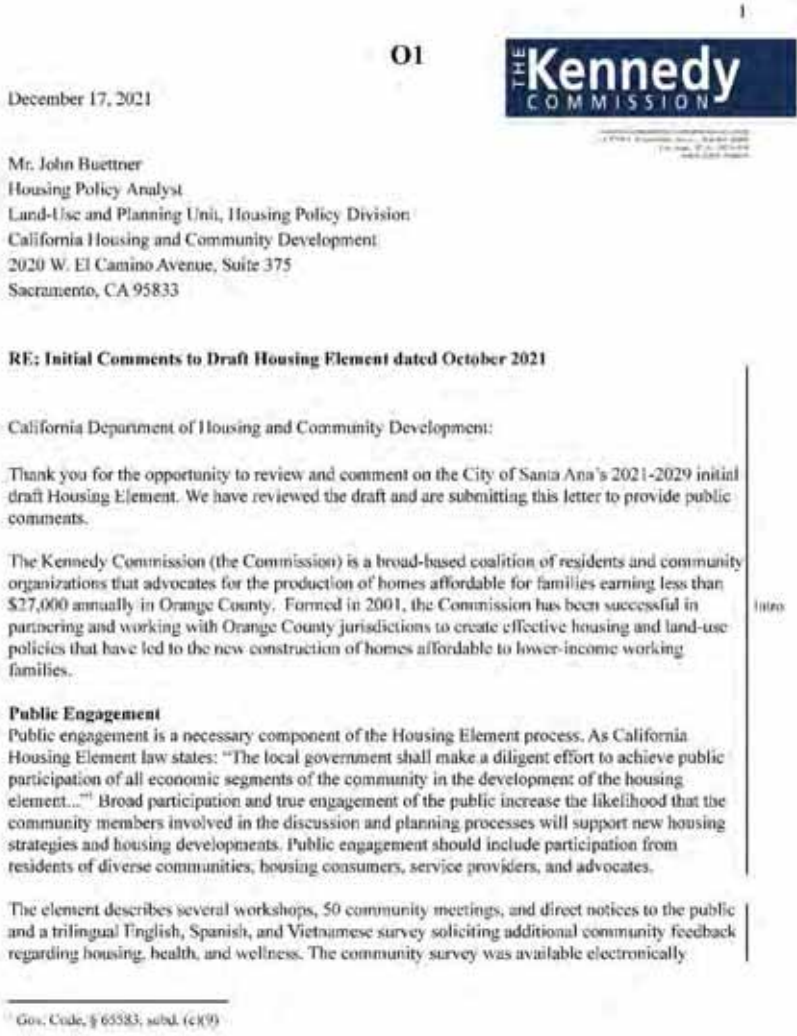 1
O1
THE Kennedy
COMMISSION
December 17, 2021
Mr. John Buettner
Housing Policy Analyst
Land-Use and Planning Unit, Housing Policy Division
California Housing and Community Development
2020 W. El Camino Avenue, Suite 375
Sacramento, CA 95833
RE: Initial Comments to Draft Housing Element dated October 2021
California Department of Housing and Community Development:
Thank you for the opportunity to review and comment on the City of Santa Ana's 2021-2029 initial
draft Housing Element. We have reviewed the draft and are submitting this letter to provide public
comments.
The Kennedy Commission (the Commission) is a broad-based coalition of residents and community
organizations that advocates for the production of homes affordable for families earning less than
$27,000 annually in Orange County. Formed in 2001, the Commission has been successful in
partnering and working with Orange County jurisdictions to create effective housing and land-use
policies that have led to the new construction of homes affordable to lower-income working
families.
Intro
Public Engagement
Public engagement is a necessary component of the Housing Element process. As California
Housing Element law states: "The local government shall make a diligent effort to achieve public
participation of all economic segments of the community in the development of the housing
element..."¹ Broad participation and true engagement of the public increase the likelihood that the
community members involved in the discussion and planning processes will support new housing
strategies and housing developments. Public engagement should include participation from
residents of diverse communities, housing consumers, service providers, and advocates.
The element describes several workshops, 50 community meetings, and direct notices to the public
and a trilingual English, Spanish, and Vietnamese survey soliciting additional community feedback
regarding housing, health, and wellness. The community survey was available electronically
¹ Gov. Code, § 65583, subd. (c)(9)